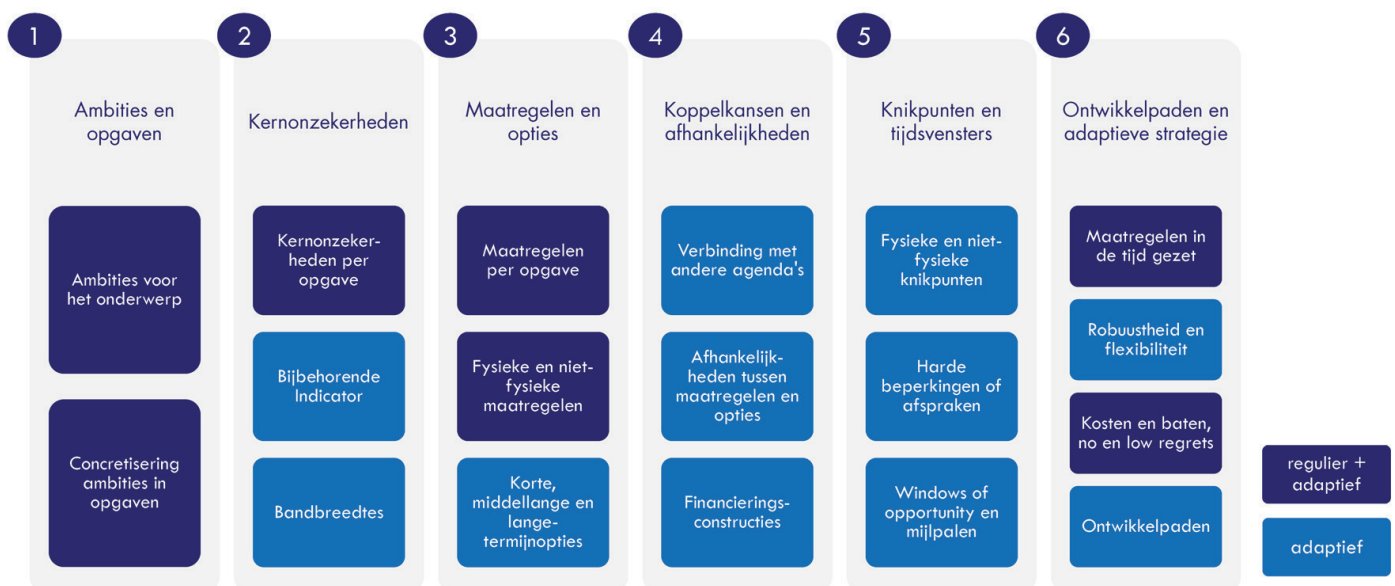 1
Ambities en
opgaven
Ambities voor
het onderwerp
Concretisering
ambities in
opgaven
2
Kernonzekerheden
Kernonzeker-
heden per
opgave
Bijbehorende
Indicator
Bandbreedtes
3
Maatregelen en
opties
Maatregelen
per opgave
Fysieke en niet-
fysieke
maatregelen
Korte,
middellange en
lange-
termijnopties
4
Koppelkansen en
afhankelijkheden
Verbinding met
andere agenda's
Afhankelijk-
heden tussen
maatregelen en
opties
Financierings-
constructies
5
Knikpunten en
tijdsvensters
Fysieke en niet-
fysieke
knikpunten
Harde
beperkingen of
afspraken
Windows of
opportunity en
mijlpalen
6
Ontwikkelpaden en
adaptieve strategie
Maatregelen in
de tijd gezet
Robuustheid en
flexibiliteit
Kosten en baten,
no en low regrets
Ontwikkelpaden
regulier +
adaptief
adaptief